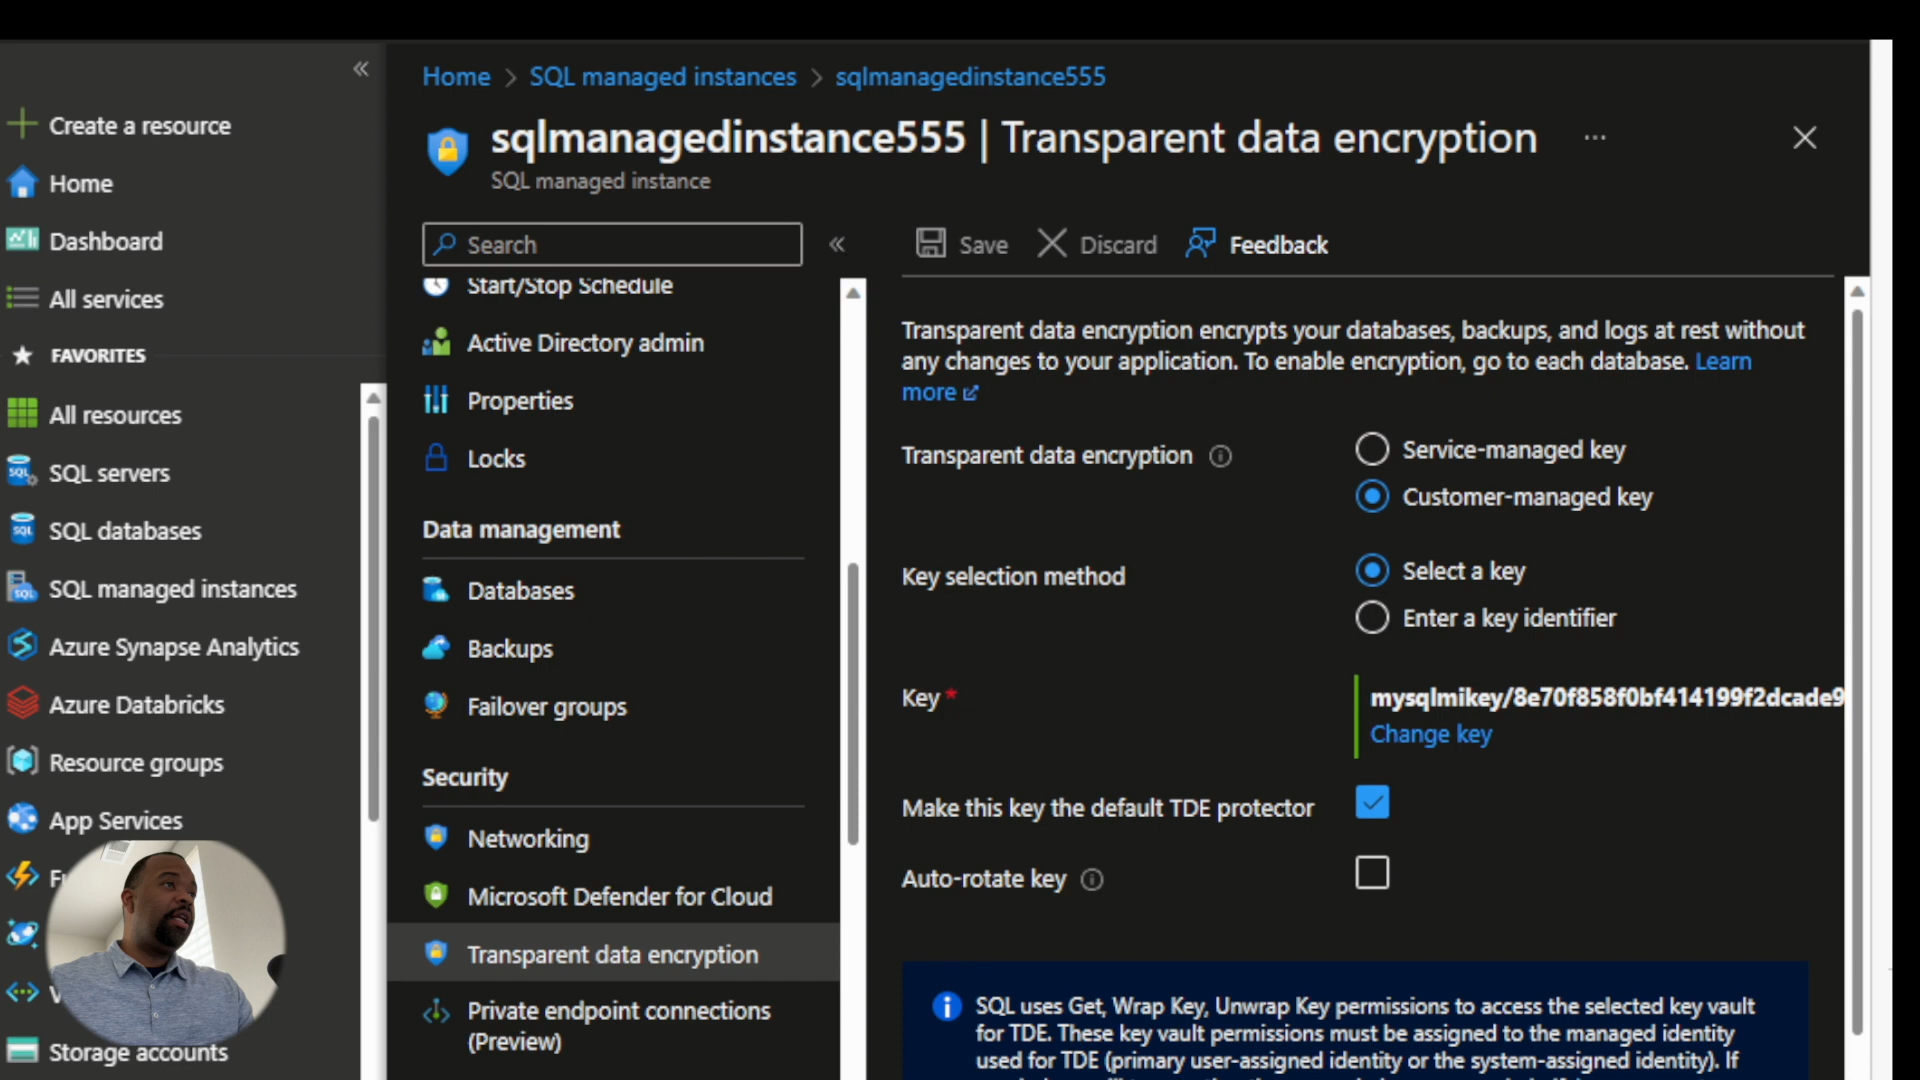 «
Create a resource
Home
Dashboard
All services
FAVORITES
All resources
SQL servers
SQL databases
SQL managed instances
Azure Synapse Analytics
Azure Databricks
Resource groups
App Services
Storage accounts
Home > SQL managed instances > sqlmanagedinstance555
sqlmanagedinstance555 | Transparent data encryption ...
SQL managed instance
Search «
Start/Stop Schedule
Active Directory admin
Properties
Locks
Data management
Databases
Backups
Failover groups
Security
Networking
Microsoft Defender for Cloud
Transparent data encryption
Private endpoint connections
(Preview)
Save Discard Feedback
Transparent data encryption encrypts your databases, backups, and logs at rest without
any changes to your application. To enable encryption, go to each database. Learn
more
Transparent data encryption
Service-managed key
Customer-managed key
Key selection method
Select a key
Enter a key identifier
Key *
mysqlmikey/8e70f858f0bf414199f2dcade9
Change key
Make this key the default TDE protector
Auto-rotate key
SQL uses Get, Wrap Key, Unwrap Key permissions to access the selected key vault
for TDE. These key vault permissions must be assigned to the managed identity
used for TDE (primary user-assigned identity or the system-assigned identity). If